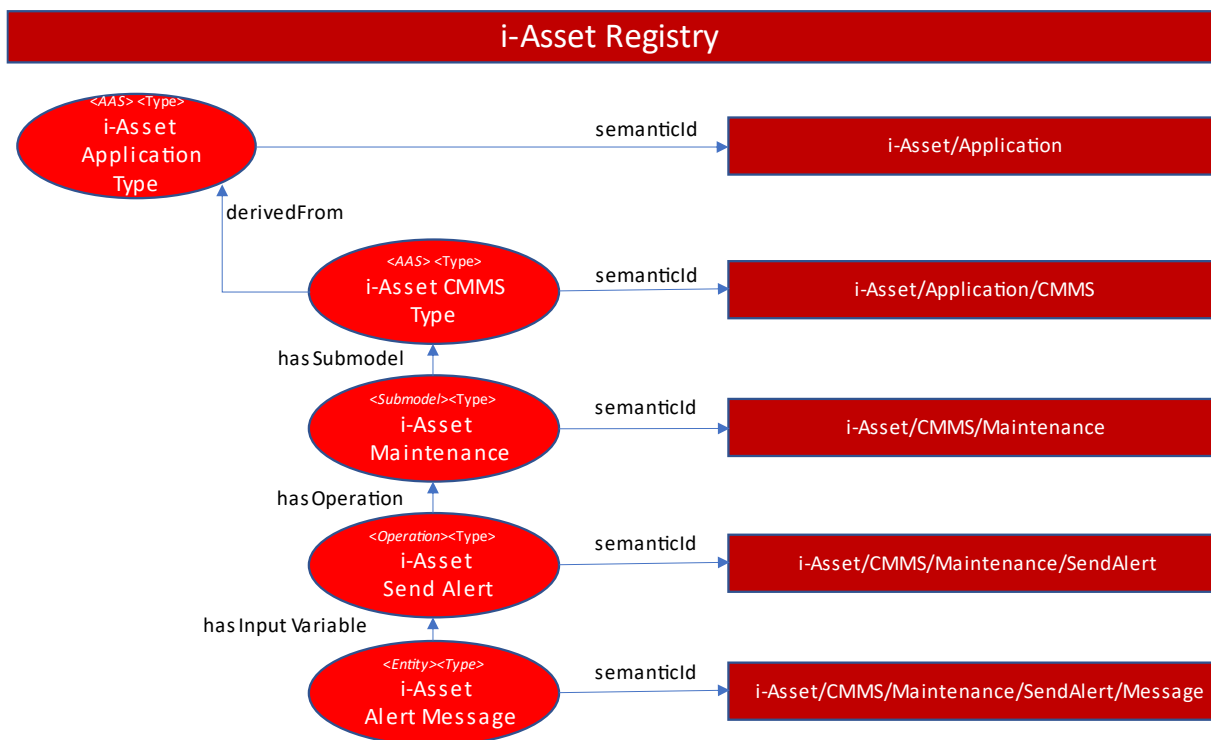 i-Asset Registry
<AAS> <Type>
i-Asset
Application
Type
semanticId
i-Asset/Application
derivedFrom
<AAS> <Type>
i-Asset CMMS
Type
semanticId
i-Asset/Application/CMMS
has Submodel
<Submodel><Type>
i-Asset
Maintenance
semanticId
i-Asset/CMMS/Maintenance
has Operation
<Operation><Type>
i-Asset
Send Alert
semanticId
i-Asset/CMMS/Maintenance/SendAlert
has Input Variable
<Entity><Type>
i-Asset
Alert Message
semanticId
i-Asset/CMMS/Maintenance/SendAlert/Message